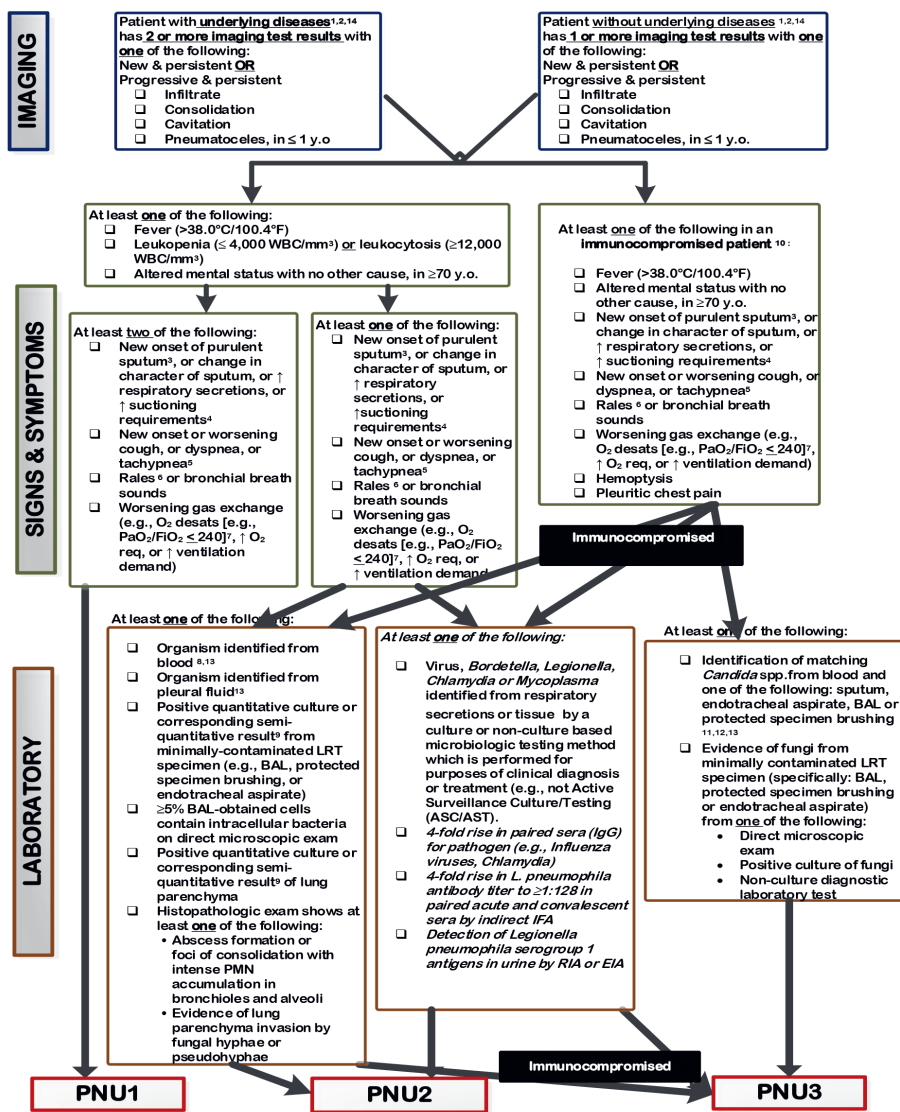 IMAGING
Patient with underlying diseases1,2,14
has 2 or more imaging test results with
one of the following:
New & persistent OR
Progressive & persistent
❑ Infiltrate
❑ Consolidation
❑ Cavitation
❑ Pneumatoceles, in ≤ 1 y.o
Patient without underlying diseases 1,2,14
has 1 or more imaging test results with one
of the following:
New & persistent OR
Progressive & persistent
❑ Infiltrate
❑ Consolidation
❑ Cavitation
❑ Pneumatoceles, in ≤ 1 y.o.
SIGNS & SYMPTOMS
At least one of the following:
❑ Fever (>38.0°C/100.4°F)
❑ Leukopenia (≤ 4,000 WBC/mm³) or leukocytosis (≥12,000
WBC/mm³)
❑ Altered mental status with no other cause, in ≥70 y.o.
At least two of the following:
❑ New onset of purulent
sputum³, or change in
character of sputum, or ↑
respiratory secretions, or
↑ suctioning
requirements⁴
❑ New onset or worsening
cough, or dyspnea, or
tachypnea⁵
❑ Rales ⁶ or bronchial breath
sounds
❑ Worsening gas exchange
(e.g., O₂ desats [e.g.,
PaO₂/FiO₂ ≤ 240]⁷, ↑ O₂
req, or ↑ ventilation
demand)
At least one of the following:
❑ New onset of purulent
sputum³, or change in
character of sputum, or
↑ respiratory
secretions, or
↑suctioning
requirements⁴
❑ New onset or worsening
cough, or dyspnea, or
tachypnea⁵
❑ Rales ⁶ or bronchial
breath sounds
❑ Worsening gas
exchange (e.g., O₂
desats [e.g., PaO₂/FiO₂
≤ 240]⁷, ↑ O₂ req, or
↑ ventilation demand
At least one of the following in an
immunocompromised patient ¹⁰ :
❑ Fever (>38.0°C/100.4°F)
❑ Altered mental status with no
other cause, in ≥70 y.o.
❑ New onset of purulent sputum³, or
change in character of sputum, or
↑ respiratory secretions, or
↑ suctioning requirements⁴
❑ New onset or worsening cough, or
dyspnea, or tachypnea⁵
❑ Rales ⁶ or bronchial breath
sounds
❑ Worsening gas exchange (e.g.,
O₂ desats [e.g., PaO₂/FiO₂ ≤ 240]⁷,
↑ O₂ req, or ↑ ventilation demand)
❑ Hemoptysis
❑ Pleuritic chest pain
Immunocompromised
LABORATORY
At least one of the following:
❑ Organism identified from
blood 8,13
❑ Organism identified from
pleural fluid13
❑ Positive quantitative culture or
corresponding semi-
quantitative result⁹ from
minimally-contaminated LRT
specimen (e.g., BAL, protected
specimen brushing, or
endotracheal aspirate)
❑ ≥5% BAL-obtained cells
contain intracellular bacteria
on direct microscopic exam
❑ Positive quantitative culture or
corresponding semi-
quantitative result⁹ of lung
parenchyma
❑ Histopathologic exam shows at
least one of the following:
• Abscess formation or
foci of consolidation with
intense PMN
accumulation in
bronchioles and alveoli
• Evidence of lung
parenchyma invasion by
fungal hyphae or
pseudohyphae
At least one of the following:
❑ Virus, Bordetella, Legionella,
Chlamydia or Mycoplasma
identified from respiratory
secretions or tissue by a
culture or non-culture based
microbiologic testing method
which is performed for
purposes of clinical diagnosis
or treatment (e.g., not Active
Surveillance Culture/Testing
(ASC/AST).
❑ 4-fold rise in paired sera (IgG)
for pathogen (e.g., Influenza
viruses, Chlamydia)
❑ 4-fold rise in L. pneumophila
antibody titer to ≥1:128 in
paired acute and convalescent
sera by indirect IFA
❑ Detection of Legionella
pneumophila serogroup 1
antigens in urine by RIA or EIA
At least one of the following:
❑ Identification of matching
Candida spp.from blood and
one of the following: sputum,
endotracheal aspirate, BAL or
protected specimen brushing
11,12,13
❑ Evidence of fungi from
minimally contaminated LRT
specimen (specifically: BAL,
protected specimen brushing
or endotracheal aspirate)
from one of the following:
• Direct microscopic
exam
• Positive culture of fungi
• Non-culture diagnostic
laboratory test
Immunocompromised
PNU1
PNU2
PNU3